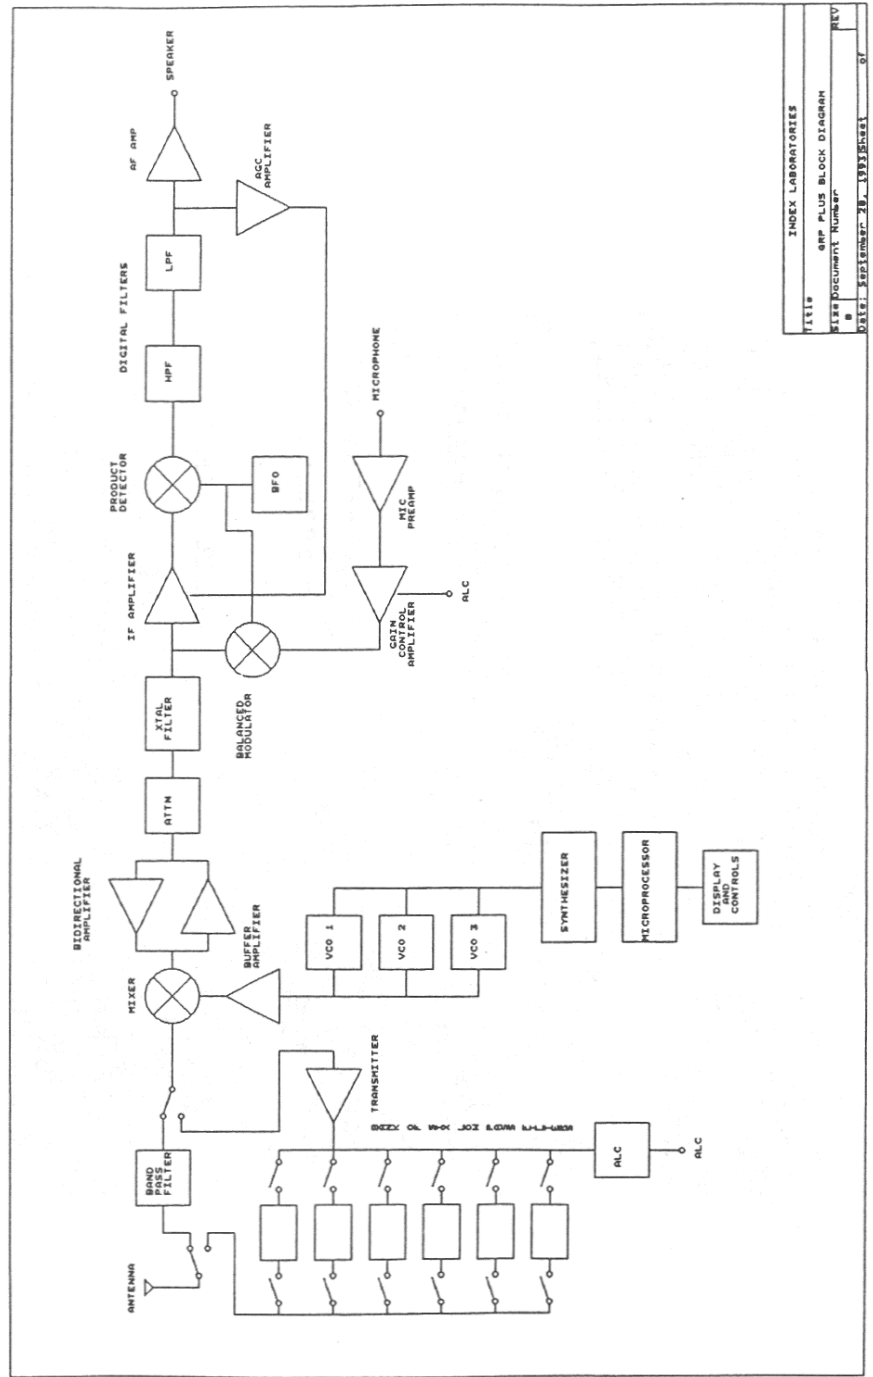 ANTENNA
BAND
PASS
FILTER
MIXER
BIDIRECTIONAL
AMPLIFIER
ATTN
XTAL
FILTER
IF AMPLIFIER
PRODUCT
DETECTOR
DIGITAL FILTERS
HPF
LPF
AF AMP
SPEAKER
AGC
AMPLIFIER
BFO
BALANCED
MODULATOR
BUFFER
AMPLIFIER
VCO 1
VCO 2
VCO 3
TRANSMITTER
MICROPHONE
MIC
PREAMP
GAIN
CONTROL
AMPLIFIER
ALC
SYNTHESIZER
MICROPROCESSOR
DISPLAY
AND
CONTROLS
ALC
ALC
INDEX LABORATORIES
Title
QRP PLUS BLOCK DIAGRAM
Size Document Number
REV
B
Date: September 28, 1993 Sheet of